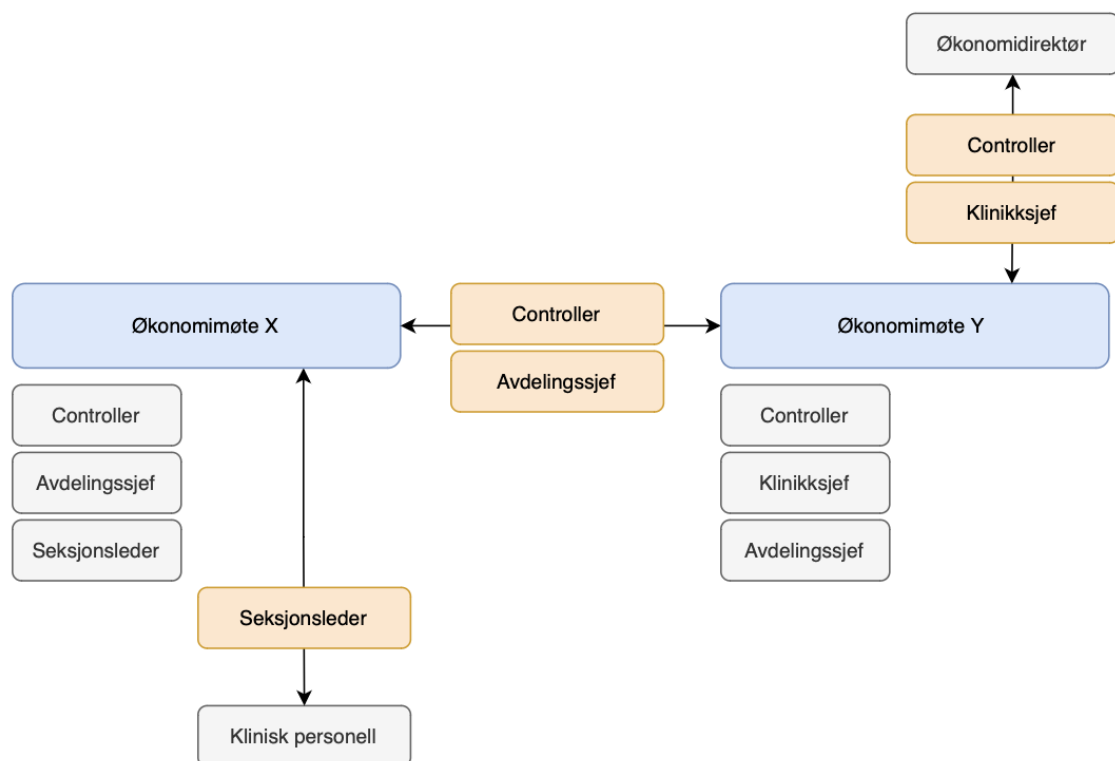 Økonomidirektør
Controller
Klinikksjef
Økonomimøte X
Controller
Avdelingssjef
Økonomimøte Y
Controller
Avdelingssjef
Seksjonsleder
Controller
Klinikksjef
Avdelingssjef
Seksjonsleder
Klinisk personell